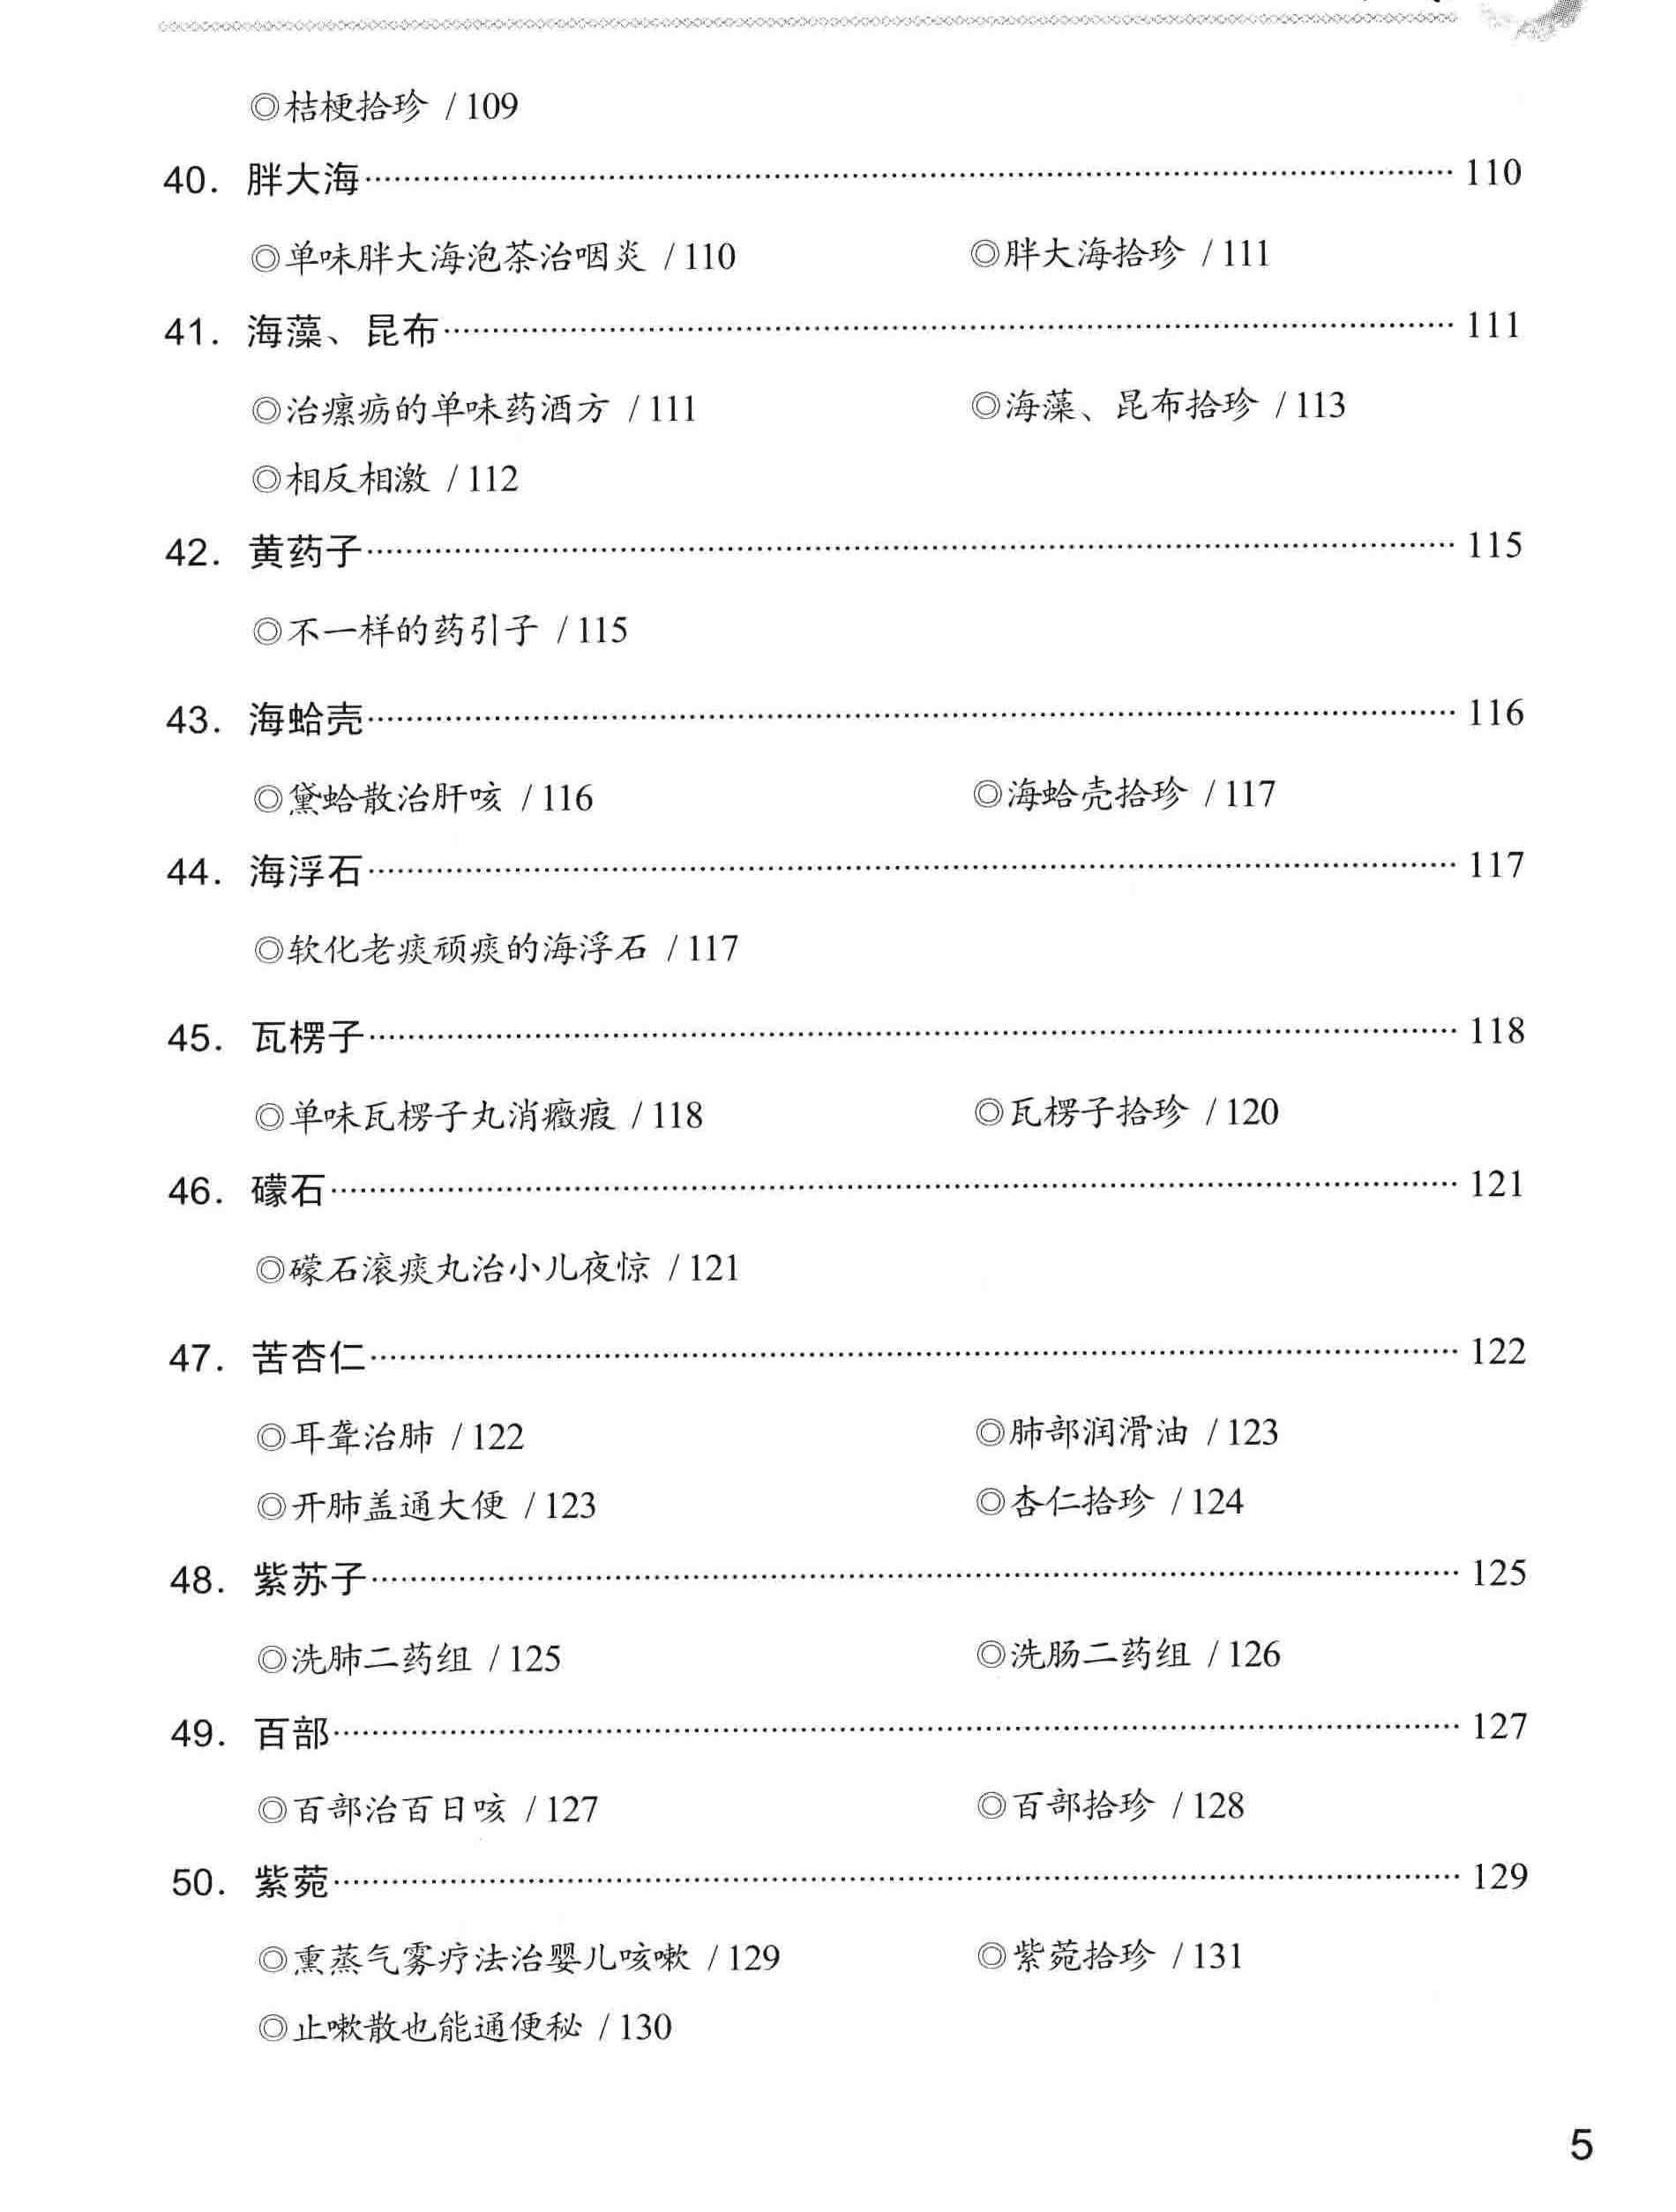 ◎桔梗拾珍 / 109
40. 胖大海…… 110
◎单味胖大海泡茶治咽炎 / 110 ◎胖大海拾珍 / 111
41. 海藻、昆布…… 111
◎治瘰疬的单味药酒方 / 111 ◎海藻、昆布拾珍 / 113
◎相反相激 / 112
42. 黄药子…… 115
◎不一样的药引子 / 115
43. 海蛤壳…… 116
◎黛蛤散治肝咳 / 116 ◎海蛤壳拾珍 / 117
44. 海浮石…… 117
◎软化老痰顽痰的海浮石 / 117
45. 瓦楞子…… 118
◎单味瓦楞子丸消癥瘕 / 118 ◎瓦楞子拾珍 / 120
46. 礞石…… 121
◎礞石滚痰丸治小儿夜惊 / 121
47. 苦杏仁…… 122
◎耳聋治肺 / 122 ◎肺部润滑油 / 123
◎开肺盖通大便 / 123 ◎杏仁拾珍 / 124
48. 紫苏子…… 125
◎洗肺二药组 / 125 ◎洗肠二药组 / 126
49. 百部…… 127
◎百部治百日咳 / 127 ◎百部拾珍 / 128
50. 紫菀…… 129
◎熏蒸气雾疗法治婴儿咳嗽 / 129 ◎紫菀拾珍 / 131
◎止嗽散也能通便秘 / 130
5